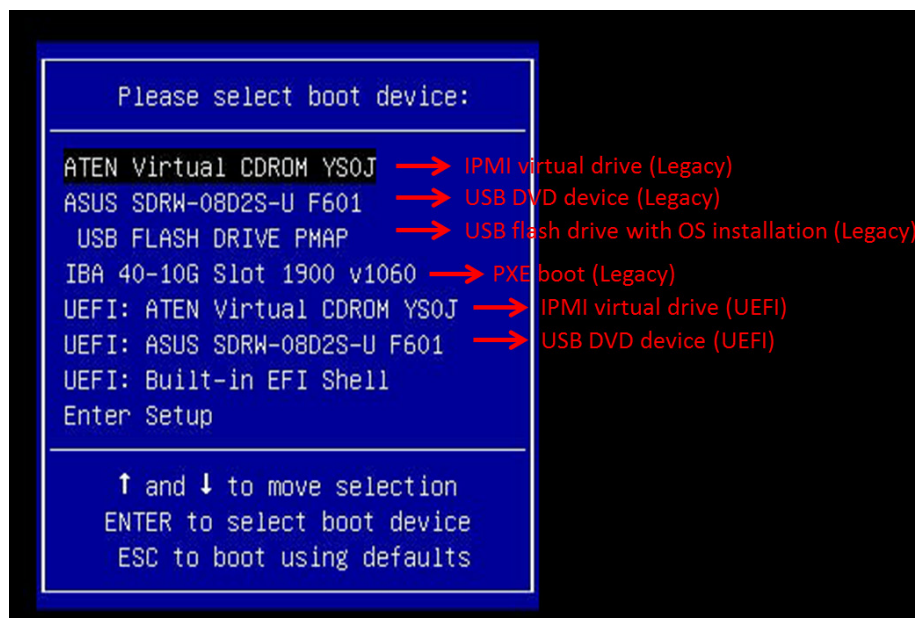 Please select boot device:
ATEN Virtual CDROM YSOJ → IPMI virtual drive (Legacy)
ASUS SDRW-08D2S-U F601 → USB DVD device (Legacy)
USB FLASH DRIVE PMAP → USB flash drive with OS installation (Legacy)
IBA 40-10G Slot 1900 v1060 → PXE boot (Legacy)
UEFI: ATEN Virtual CDROM YSOJ → IPMI virtual drive (UEFI)
UEFI: ASUS SDRW-08D2S-U F601 → USB DVD device (UEFI)
UEFI: Built-in EFI Shell
Enter Setup
↑ and ↓ to move selection
ENTER to select boot device
ESC to boot using defaults